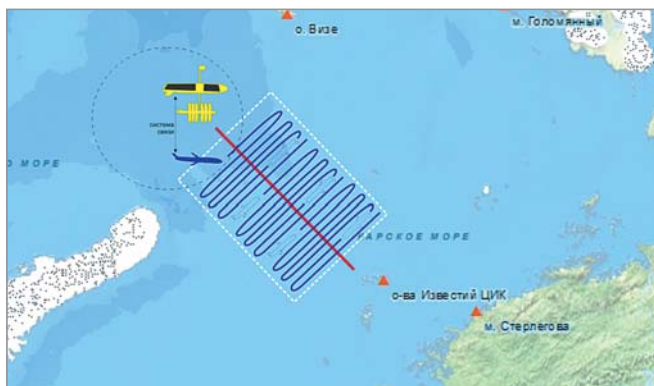 о. Визе
м. Голомянный
СИСТЕМА
СВЯЗИ
О МОРЕ
КАРСКОЕ МОРЕ
о-ва Известий ЦИК
м. Стерлегова